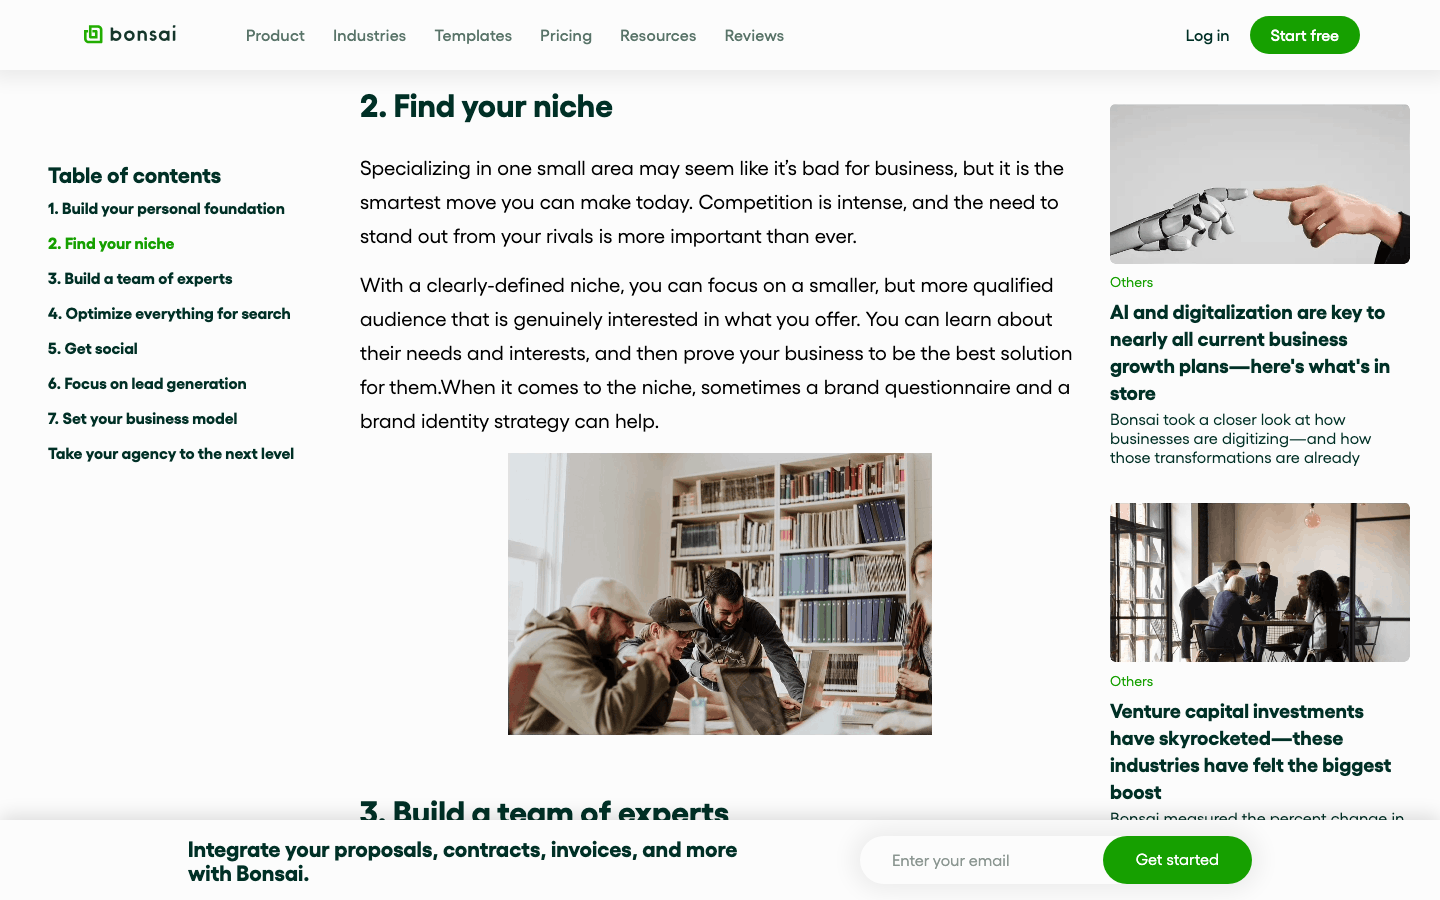 bonsai
Product
Industries
Templates
Pricing
Resources
Reviews
Log in
Start free
Table of contents
1. Build your personal foundation
2. Find your niche
3. Build a team of experts
4. Optimize everything for search
5. Get social
6. Focus on lead generation
7. Set your business model
Take your agency to the next level
2. Find your niche
Specializing in one small area may seem like it’s bad for business, but it is the
smartest move you can make today. Competition is intense, and the need to
stand out from your rivals is more important than ever.
With a clearly-defined niche, you can focus on a smaller, but more qualified
audience that is genuinely interested in what you offer. You can learn about
their needs and interests, and then prove your business to be the best solution
for them.When it comes to the niche, sometimes a brand questionnaire and a
brand identity strategy can help.
3. Build a team of experts
Others
AI and digitalization are key to
nearly all current business
growth plans—here's what's in
store
Bonsai took a closer look at how
businesses are digitizing—and how
those transformations are already
Others
Venture capital investments
have skyrocketed—these
industries have felt the biggest
boost
Bonsai measured the percent change in
Integrate your proposals, contracts, invoices, and more
with Bonsai.
Enter your email
Get started